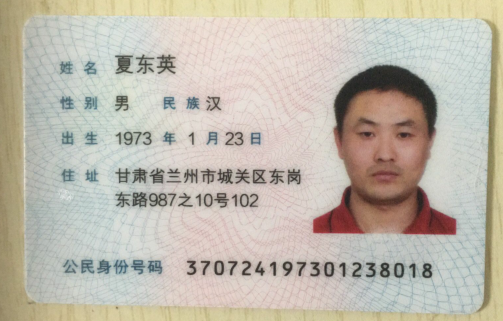 姓名 夏东英
性别 男 民族 汉
出生 1973 年 1 月 23 日
住址 甘肃省兰州市城关区东岗
东路987之10号102
公民身份号码 370724197301238018